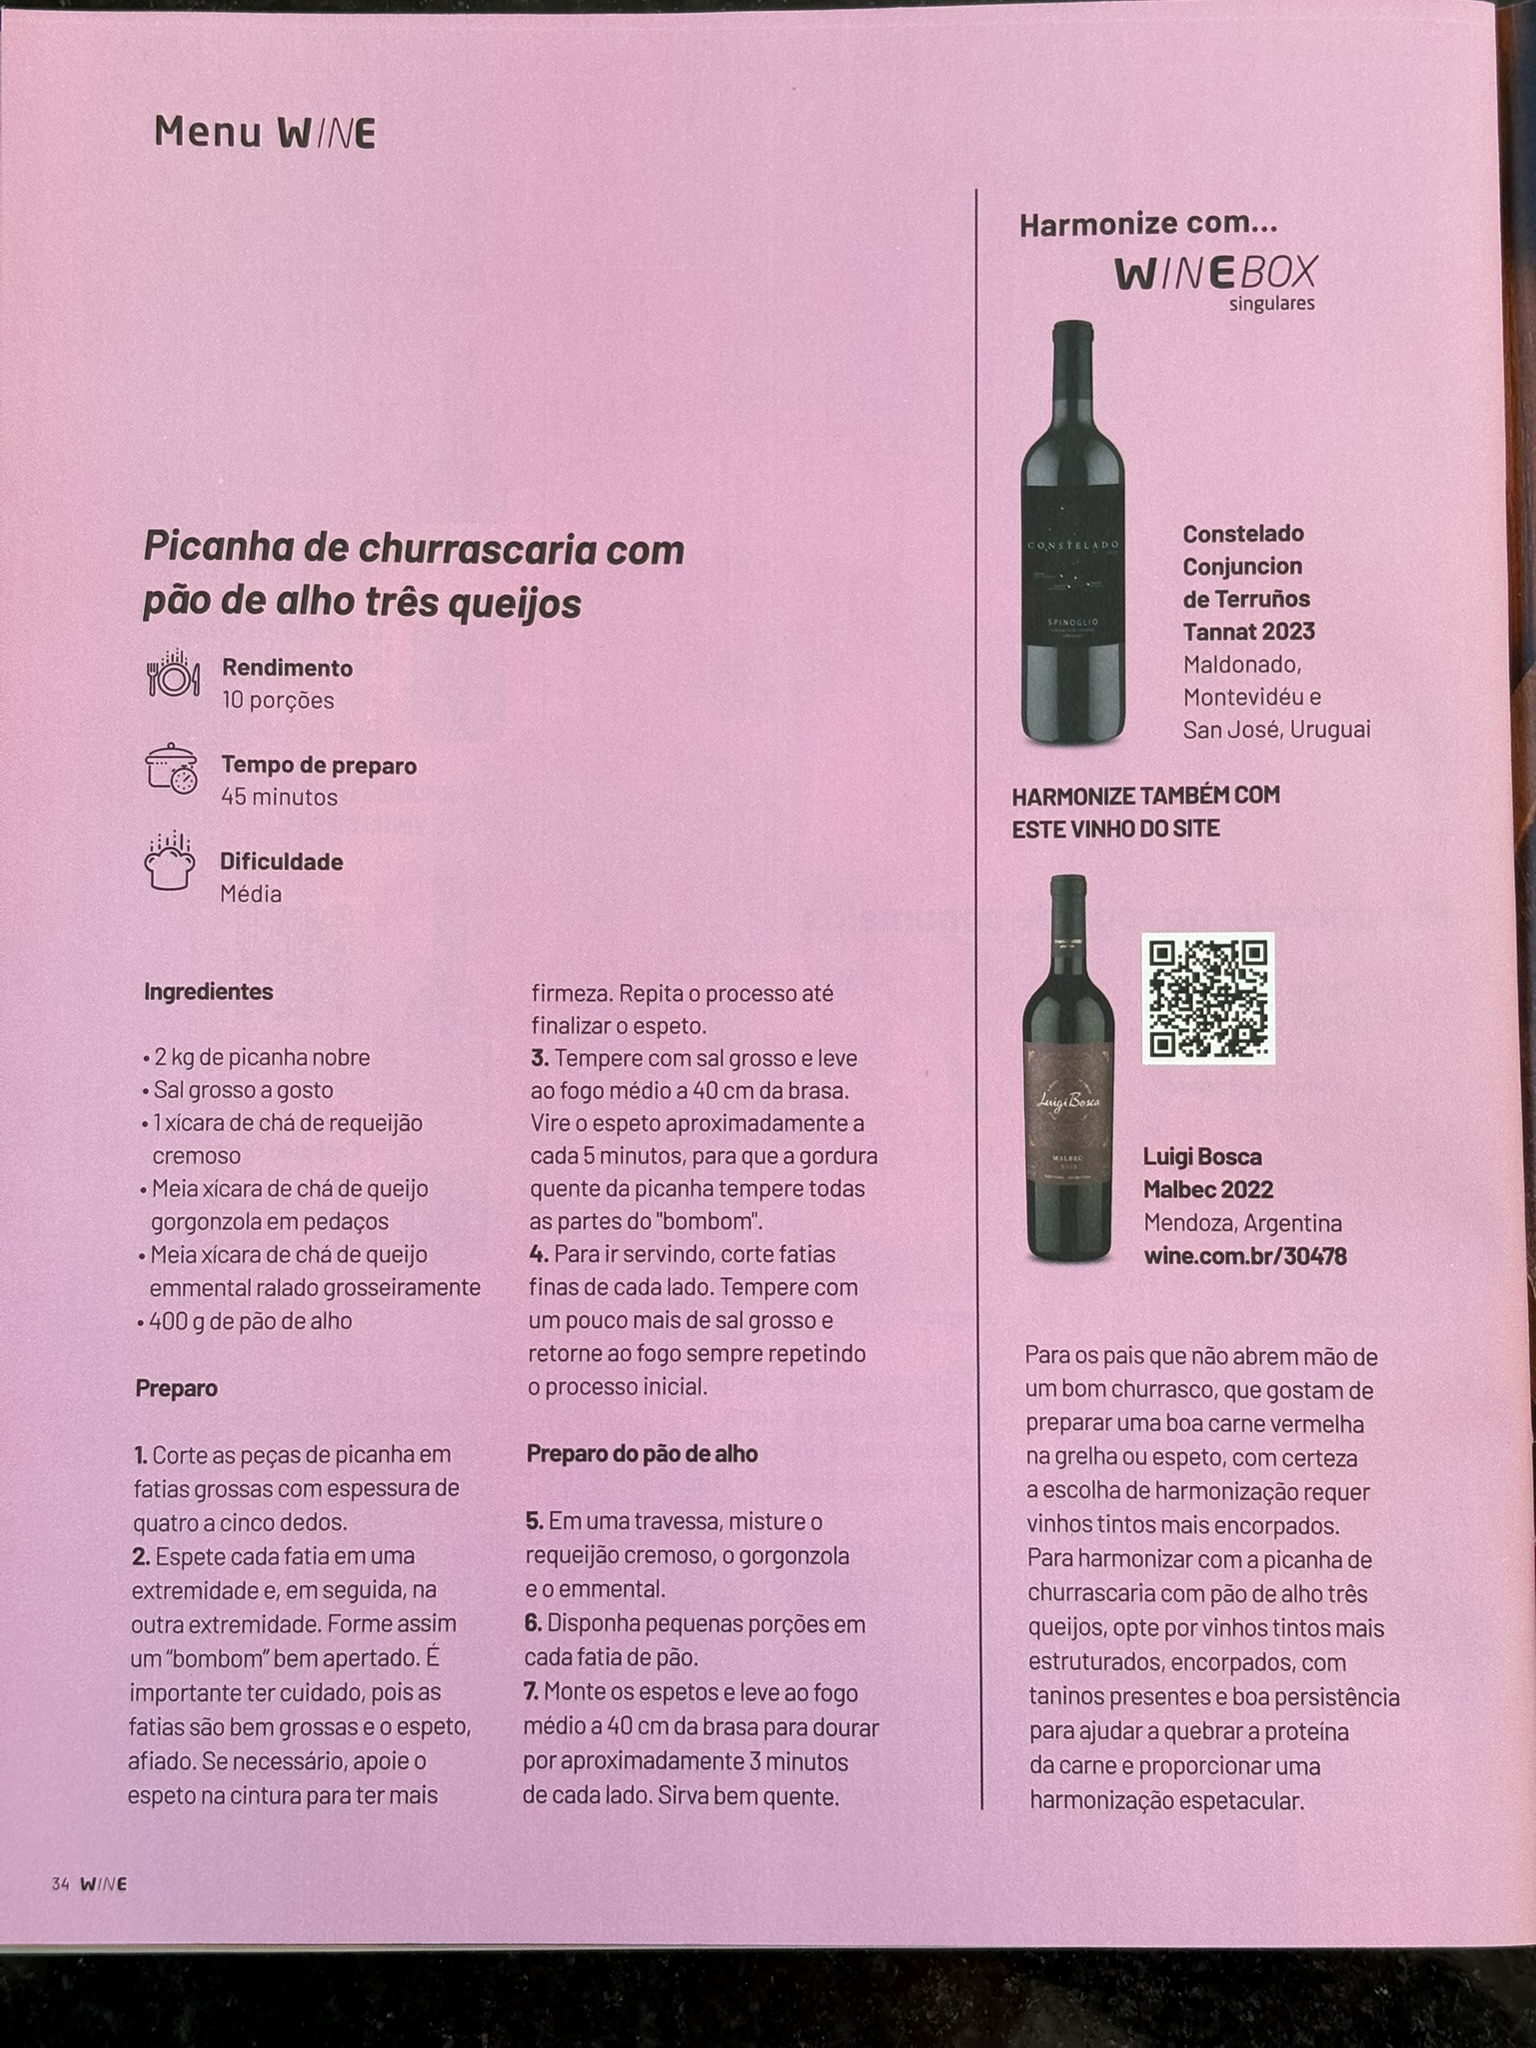 Menu WINE
Picanha de churrascaria com
pão de alho três queijos
Rendimento
10 porções
Tempo de preparo
45 minutos
Dificuldade
Média
Ingredientes
• 2 kg de picanha nobre
• Sal grosso a gosto
• 1 xícara de chá de requeijão
cremoso
• Meia xícara de chá de queijo
gorgonzola em pedaços
• Meia xícara de chá de queijo
emmental ralado grosseiramente
• 400 g de pão de alho
Preparo
1. Corte as peças de picanha em
fatias grossas com espessura de
quatro a cinco dedos.
2. Espete cada fatia em uma
extremidade e, em seguida, na
outra extremidade. Forme assim
um “bombom” bem apertado. É
importante ter cuidado, pois as
fatias são bem grossas e o espeto,
afiado. Se necessário, apoie o
espeto na cintura para ter mais
firmeza. Repita o processo até
finalizar o espeto.
3. Tempere com sal grosso e leve
ao fogo médio a 40 cm da brasa.
Vire o espeto aproximadamente a
cada 5 minutos, para que a gordura
quente da picanha tempere todas
as partes do "bombom".
4. Para ir servindo, corte fatias
finas de cada lado. Tempere com
um pouco mais de sal grosso e
retorne ao fogo sempre repetindo
o processo inicial.
Preparo do pão de alho
5. Em uma travessa, misture o
requeijão cremoso, o gorgonzola
e o emmental.
6. Disponha pequenas porções em
cada fatia de pão.
7. Monte os espetos e leve ao fogo
médio a 40 cm da brasa para dourar
por aproximadamente 3 minutos
de cada lado. Sirva bem quente.
Harmonize com...
WINEBOX
singulares
CONSTELADO
SPINOGLIO
Constelado
Conjuncion
de Terruños
Tannat 2023
Maldonado,
Montevidéu e
San José, Uruguai
HARMONIZE TAMBÉM COM
ESTE VINHO DO SITE
Luigi Bosca
MALBEC
Luigi Bosca
Malbec 2022
Mendoza, Argentina
wine.com.br/30478
Para os pais que não abrem mão de
um bom churrasco, que gostam de
preparar uma boa carne vermelha
na grelha ou espeto, com certeza
a escolha de harmonização requer
vinhos tintos mais encorpados.
Para harmonizar com a picanha de
churrascaria com pão de alho três
queijos, opte por vinhos tintos mais
estruturados, encorpados, com
taninos presentes e boa persistência
para ajudar a quebrar a proteína
da carne e proporcionar uma
harmonização espetacular.
34 WINE